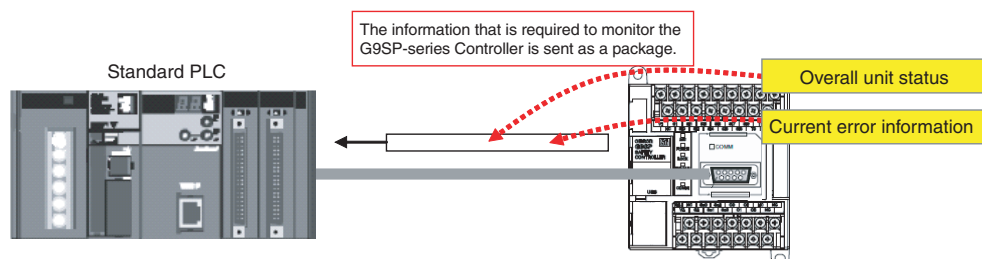 The information that is required to monitor the
G9SP-series Controller is sent as a package.
Standard PLC
Overall unit status
Current error information
COMM